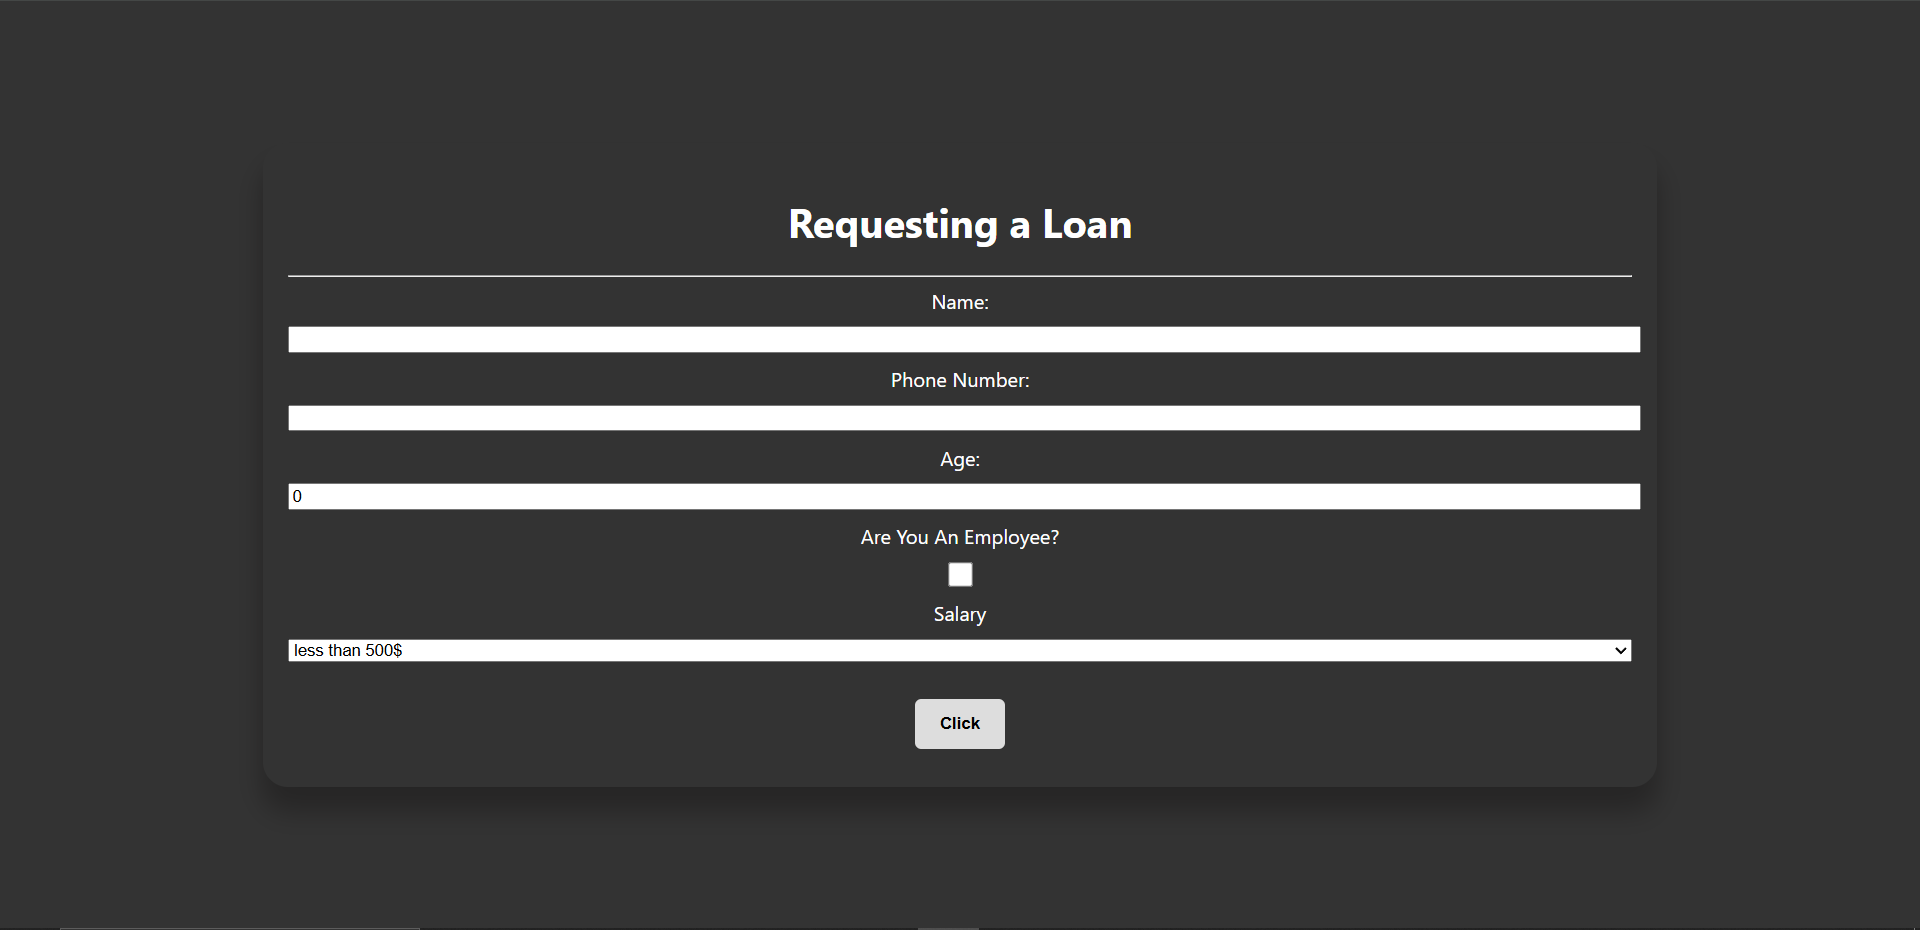 Requesting a Loan
Name:
Phone Number:
Age:
0
Are You An Employee?
Salary
less than 500$
Click